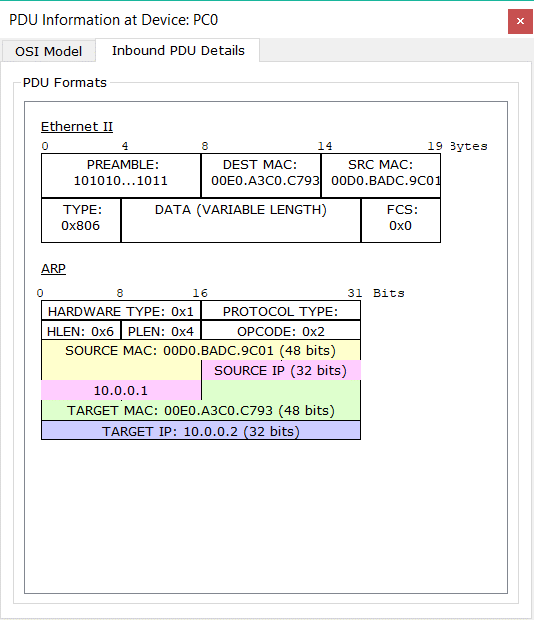 PDU Information at Device: PC0
×
OSI Model Inbound PDU Details
PDU Formats
Ethernet II
0 4 8 14 19 Bytes
PREAMBLE: DEST MAC: SRC MAC:
101010...1011 00E0.A3C0.C793 00D0.BADC.9C01
TYPE: DATA (VARIABLE LENGTH) FCS:
0x806 0x0
ARP
0 8 16 31 Bits
HARDWARE TYPE: 0x1 PROTOCOL TYPE:
HLEN: 0x6 PLEN: 0x4 OPCODE: 0x2
SOURCE MAC: 00D0.BADC.9C01 (48 bits)
SOURCE IP (32 bits)
10.0.0.1
TARGET MAC: 00E0.A3C0.C793 (48 bits)
TARGET IP: 10.0.0.2 (32 bits)